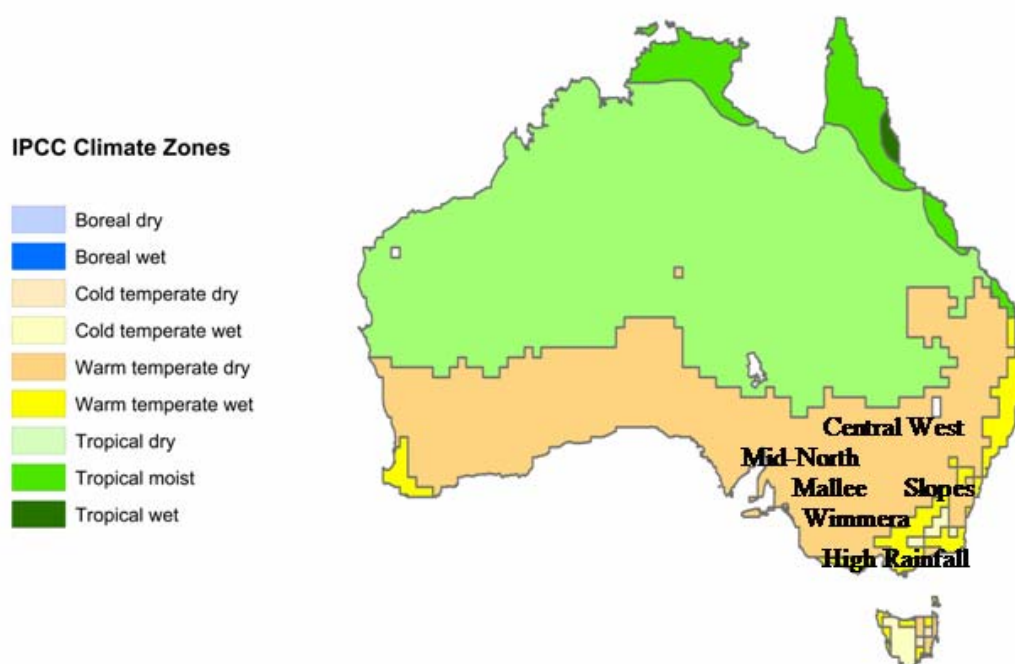 IPCC Climate Zones
Boreal dry
Boreal wet
Cold temperate dry
Cold temperate wet
Warm temperate dry
Warm temperate wet
Tropical dry
Tropical moist
Tropical wet
Central West
Mid-North
Mallee Slopes
Wimmera
High Rainfall